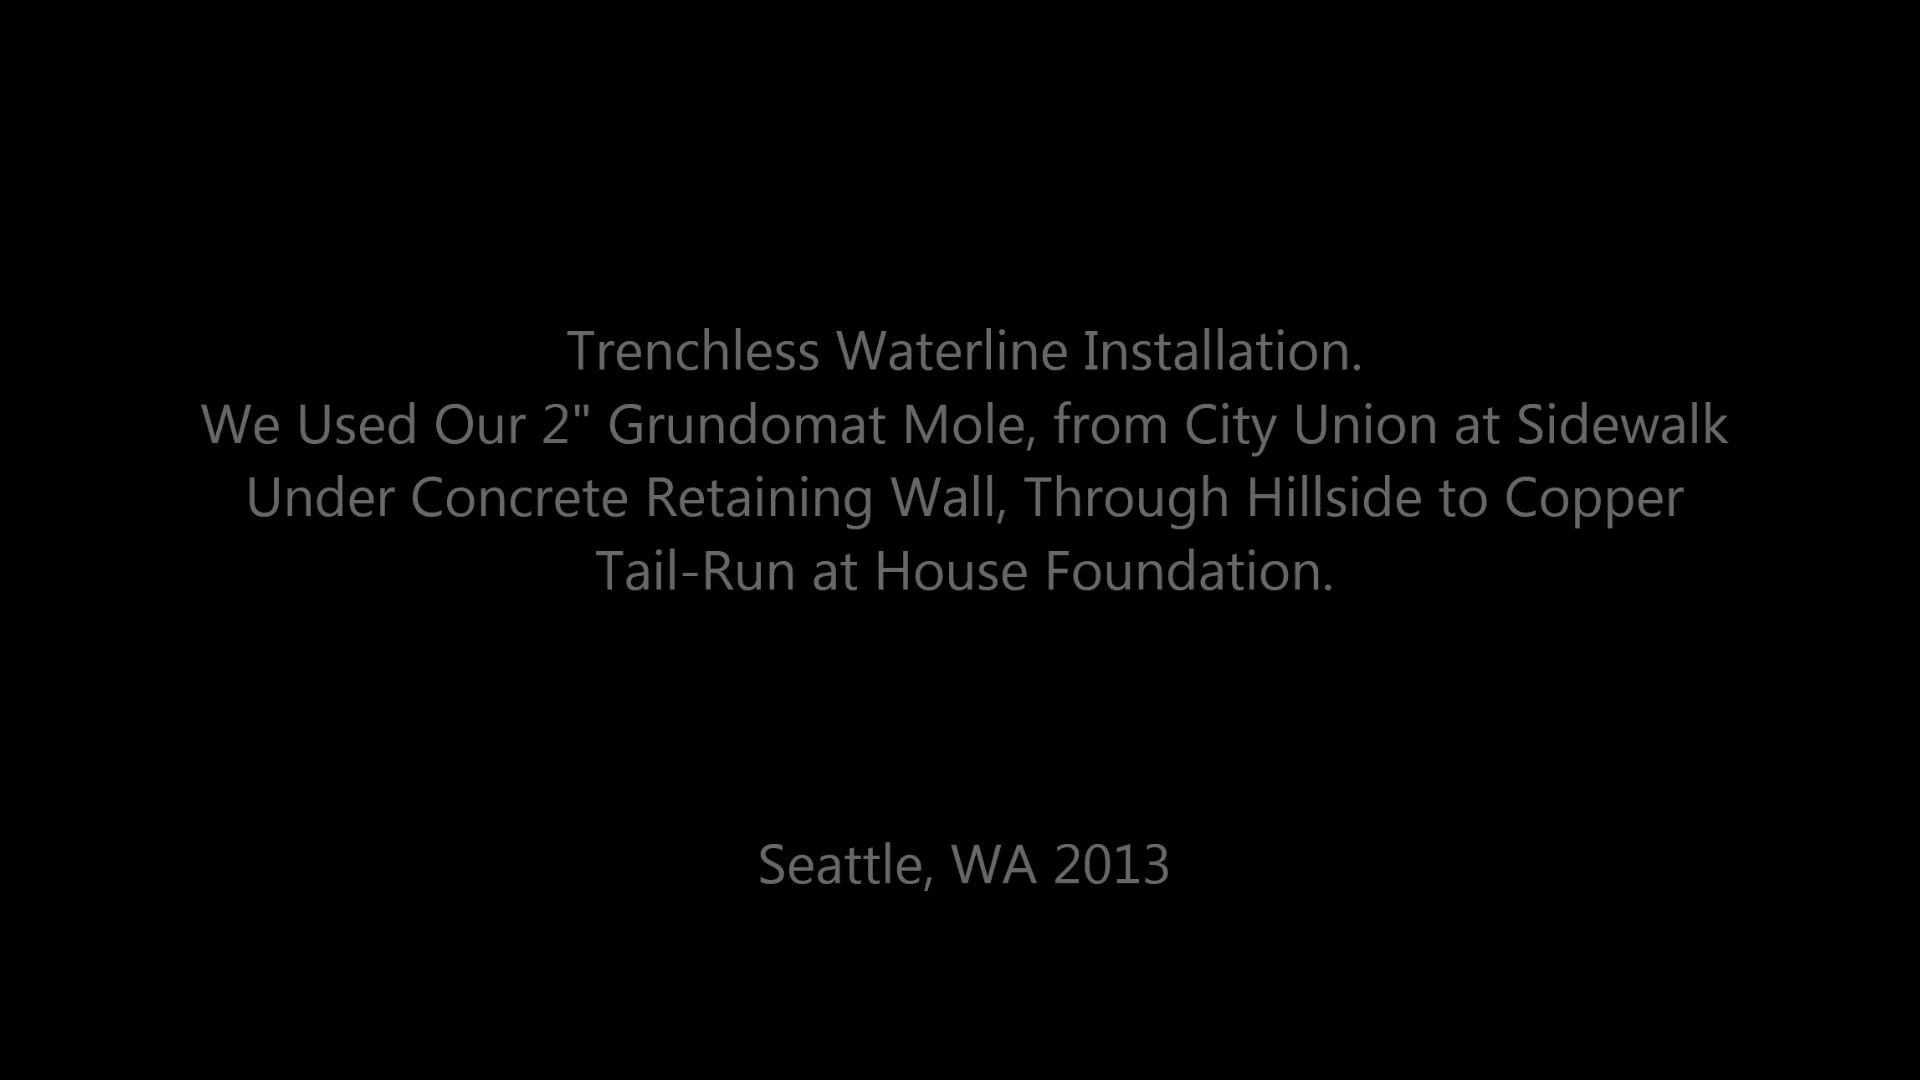 Trenchless Waterline Installation.
We Used Our 2" Grundomat Mole, from City Union at Sidewalk
Under Concrete Retaining Wall, Through Hillside to Copper
Tail-Run at House Foundation.
Seattle, WA 2013